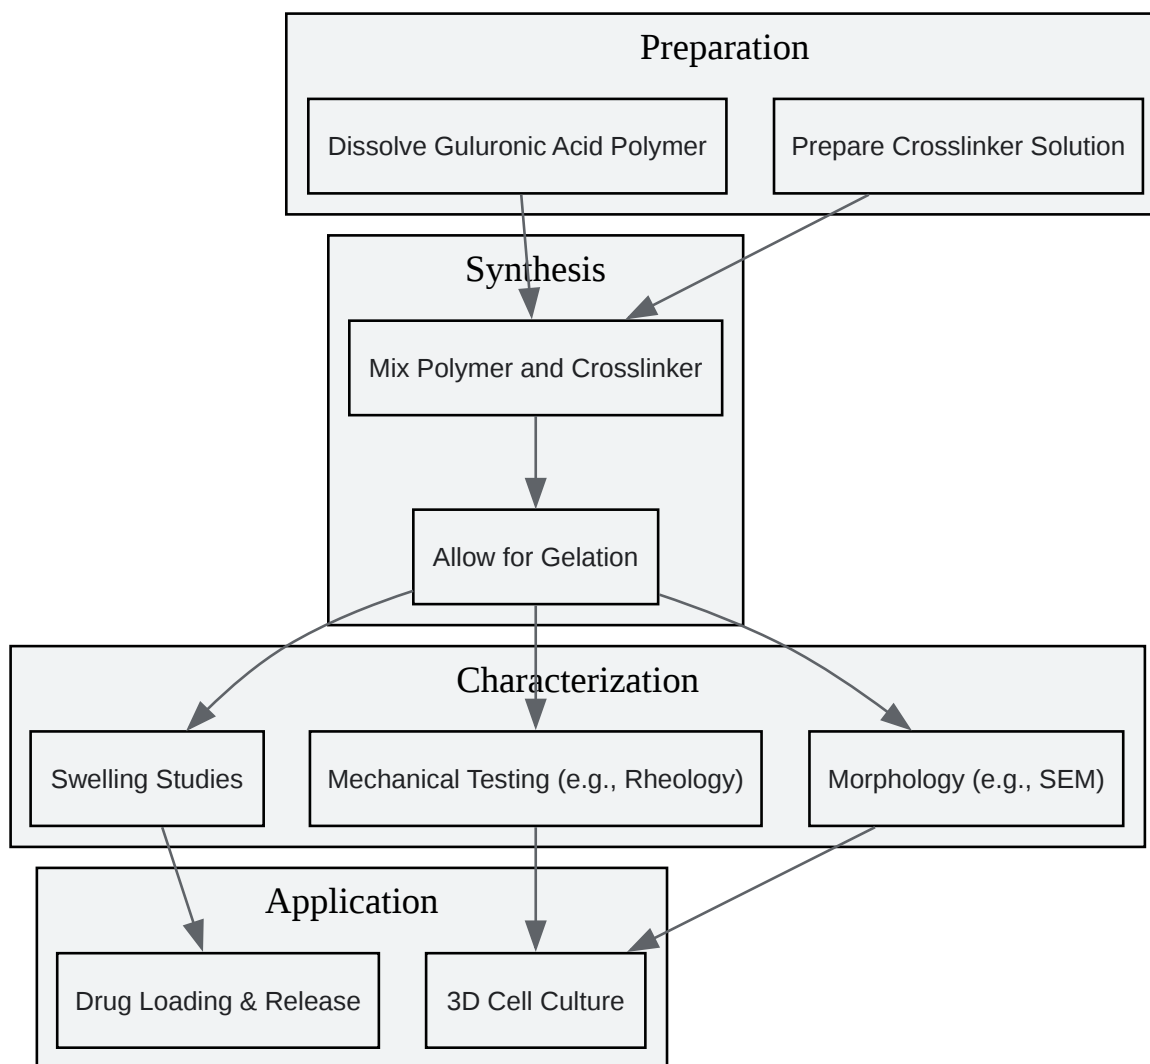 Preparation
Dissolve Guluronic Acid Polymer
Prepare Crosslinker Solution
Synthesis
Mix Polymer and Crosslinker
Allow for Gelation
Characterization
Swelling Studies
Mechanical Testing (e.g., Rheology)
Morphology (e.g., SEM)
Application
Drug Loading & Release
3D Cell Culture